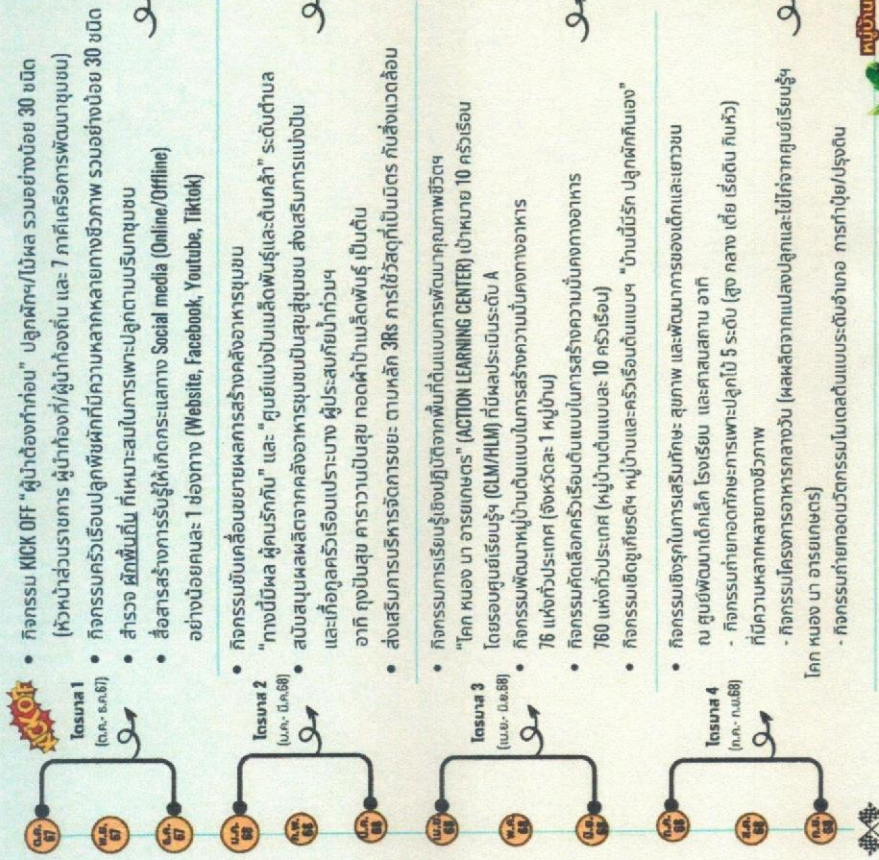 KICK OFF
ต.ค. 67
พ.ย. 67
ธ.ค. 67
ไตรมาส 1
(ต.ค.- ธ.ค.67)
• กิจกรรม KICK OFF "ผู้นำต้องทำก่อน" ปลูกผักฯ/ไม้ผล รวมอย่างน้อย 30 ชนิด
(หัวหน้าส่วนราชการ ผู้นำท้องที่/ผู้นำท้องถิ่น และ 7 ภาคีเครือการพัฒนาชุมชน)
• กิจกรรมครัวเรือนปลูกพืชผักที่มีความหลากหลายทางชีวภาพ รวมอย่างน้อย 30 ชนิด
• สำรวจ ผักพื้นถิ่น ที่เหมาะสมในการเพาะปลูกตามบริบทชุมชน
• สื่อสารสร้างการรับรู้ให้เกิดกระแสทาง Social media (Online/Offline)
อย่างน้อยคนละ 1 ช่องทาง (Website, Facebook, Youtube, Tiktok)
ม.ค. 68
ก.พ. 68
มี.ค. 68
ไตรมาส 2
(ม.ค.- มี.ค.68)
• กิจกรรมขับเคลื่อนขยายผลการสร้างคลังอาหารชุมชน
"ทางนี้มีผล ผู้คนรักกัน" และ "ศูนย์แบ่งปันเมล็ดพันธุ์และต้นกล้า" ระดับตำบล
• สนับสนุนผลผลิตจากคลังอาหารชุมชนปันสุขสู่ชุมชน ส่งเสริมการแบ่งปัน
และเกื้อกูลครัวเรือนเปราะบาง ผู้ประสบภัยน้ำท่วมฯ
อาทิ ถุงปันสุข คาราวานปันสุข ทอดผ้าป่าเมล็ดพันธุ์ เป็นต้น
• ส่งเสริมการบริหารจัดการขยะ ตามหลัก 3Rs การใช้วัสดุที่เป็นมิตร กับสิ่งแวดล้อม
เม.ย. 68
พ.ค. 68
มิ.ย. 68
ไตรมาส 3
(เม.ย.- มิ.ย.68)
• กิจกรรมการเรียนรู้เชิงปฏิบัติจากพื้นที่ต้นแบบการพัฒนาคุณภาพชีวิตฯ
"โคก หนอง นา อารยเกษตร" (ACTION LEARNING CENTER) เป้าหมาย 10 ครัวเรือน
โดยรอบศูนย์เรียนรู้ฯ (CLM/HLM) ที่มีผลประเมินระดับ A
• กิจกรรมพัฒนาหมู่บ้านต้นแบบในการสร้างความมั่นคงทางอาหาร
76 แห่งทั่วประเทศ (จังหวัดละ 1 หมู่บ้าน)
• กิจกรรมคัดเลือกครัวเรือนต้นแบบในการสร้างความมั่นคงทางอาหาร
760 แห่งทั่วประเทศ (หมู่บ้านต้นแบบละ 10 ครัวเรือน)
• กิจกรรมเชิดชูเกียรติฯ หมู่บ้านและครัวเรือนต้นแบบฯ "บ้านนี้มีรัก ปลูกผักกินเอง"
ก.ค. 68
ส.ค. 68
ก.ย. 68
ไตรมาส 4
(ก.ค.- ก.ย.68)
• กิจกรรมเชิงรุกในการเสริมทักษะ สุขภาพ และพัฒนาการของเด็กและเยาวชน
ณ ศูนย์พัฒนาเด็กเล็ก โรงเรียน และศาสนสถาน อาทิ
- กิจกรรมถ่ายทอดทักษะการเพาะปลูกไม้ 5 ระดับ (สูง กลาง เตี้ย เรี่ยดิน กินหัว)
ที่มีความหลากหลายทางชีวภาพ
- กิจกรรมโครงการอาหารกลางวัน (ผลผลิตจากแปลงปลูกและไข่ไก่จากศูนย์เรียนรู้ฯ
โคก หนอง นา อารยเกษตร)
- กิจกรรมถ่ายทอดนวัตกรรมโมเดลต้นแบบระดับอำเภอ การทำปุ๋ย/ปรุงดิน
หมู่บ้าน